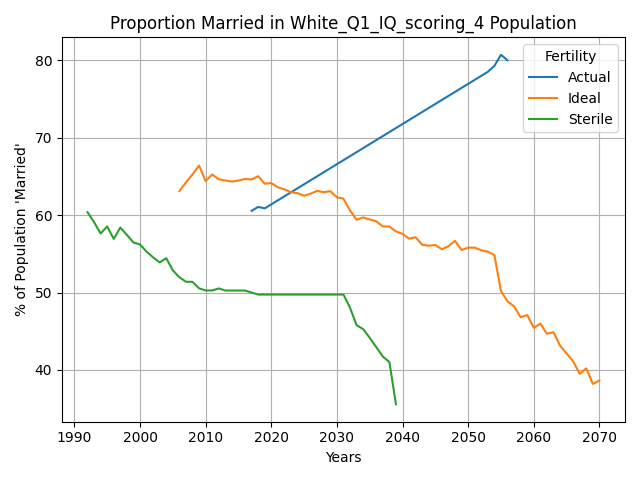 Proportion Married in White_Q1_IQ_scoring_4 Population
% of Population 'Married'
80
70
60
50
40
Fertility
Actual
Ideal
Sterile
1990 2000 2010 2020 2030 2040 2050 2060 2070
Years